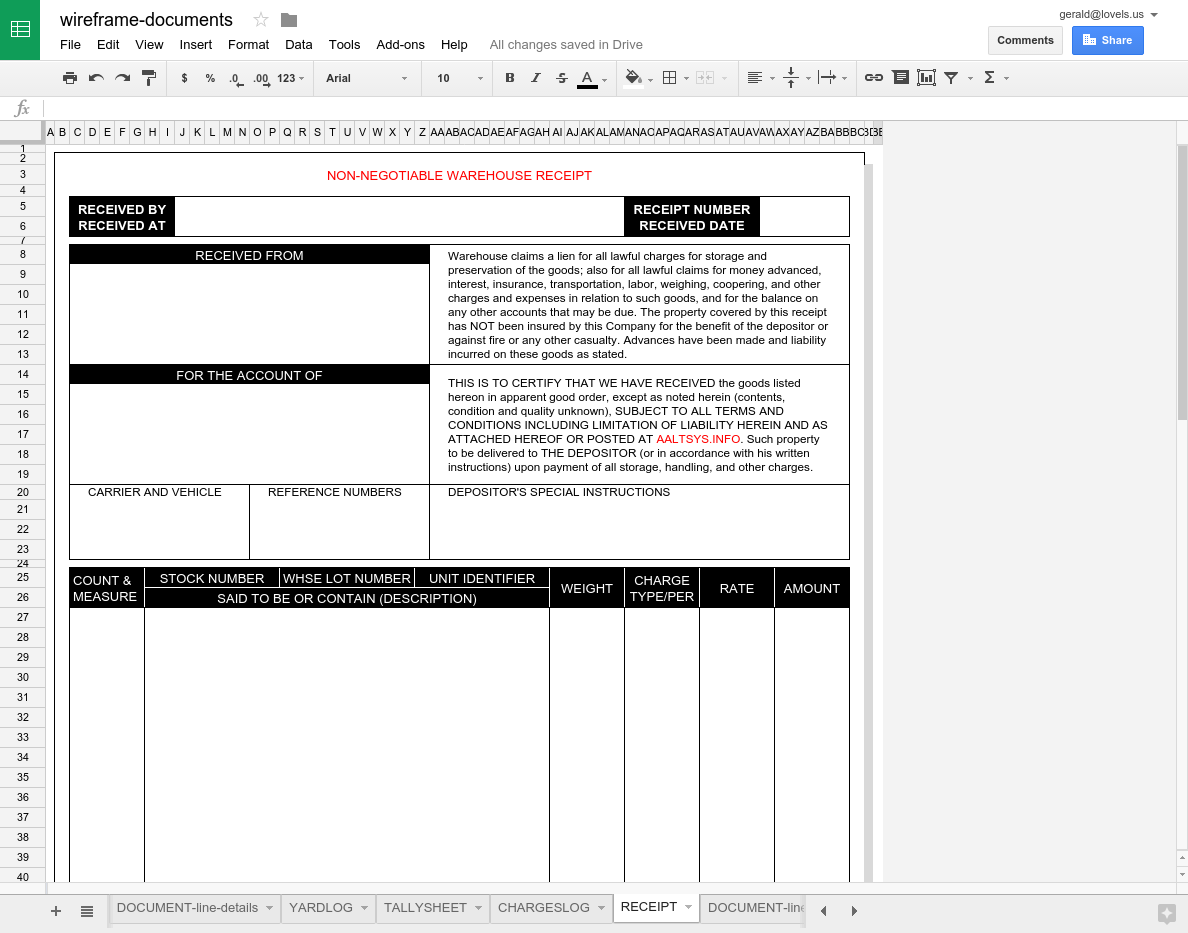 wireframe-documents
gerald@lovels.us
File Edit View Insert Format Data Tools Add-ons Help All changes saved in Drive
Comments Share
$ % .0 .00 123 Arial 10 B I S A Σ
fx
A B C D E F G H I J K L M N O P Q R S T U V W X Y Z AA AB AC AD AE AF AG AH AI AJ AK AL AM AN AO AP AQ AR AS AT AU AV AW AX AY AZ BA BB BC
1
2
3 NON-NEGOTIABLE WAREHOUSE RECEIPT
4
5 RECEIVED BY RECEIPT NUMBER
6 RECEIVED AT RECEIVED DATE
7
8 RECEIVED FROM
9
10
11
12
13
Warehouse claims a lien for all lawful charges for storage and
preservation of the goods; also for all lawful claims for money advanced,
interest, insurance, transportation, labor, weighing, coopering, and other
charges and expenses in relation to such goods, and for the balance on
any other accounts that may be due. The property covered by this receipt
has NOT been insured by this Company for the benefit of the depositor or
against fire or any other casualty. Advances have been made and liability
incurred on these goods as stated.
14 FOR THE ACCOUNT OF
15
16
17
18
19
THIS IS TO CERTIFY THAT WE HAVE RECEIVED the goods listed
hereon in apparent good order, except as noted herein (contents,
condition and quality unknown), SUBJECT TO ALL TERMS AND
CONDITIONS INCLUDING LIMITATION OF LIABILITY HEREIN AND AS
ATTACHED HEREOF OR POSTED AT AALTSYS.INFO. Such property
to be delivered to THE DEPOSITOR (or in accordance with his written
instructions) upon payment of all storage, handling, and other charges.
20 CARRIER AND VEHICLE REFERENCE NUMBERS DEPOSITOR'S SPECIAL INSTRUCTIONS
21
22
23
24
25 COUNT & STOCK NUMBER WHSE LOT NUMBER UNIT IDENTIFIER WEIGHT CHARGE RATE AMOUNT
26 MEASURE SAID TO BE OR CONTAIN (DESCRIPTION) TYPE/PER
27
28
29
30
31
32
33
34
35
36
37
38
39
40
DOCUMENT-line-details YARDLOG TALLYSHEET CHARGESLOG RECEIPT DOCUMENT-line